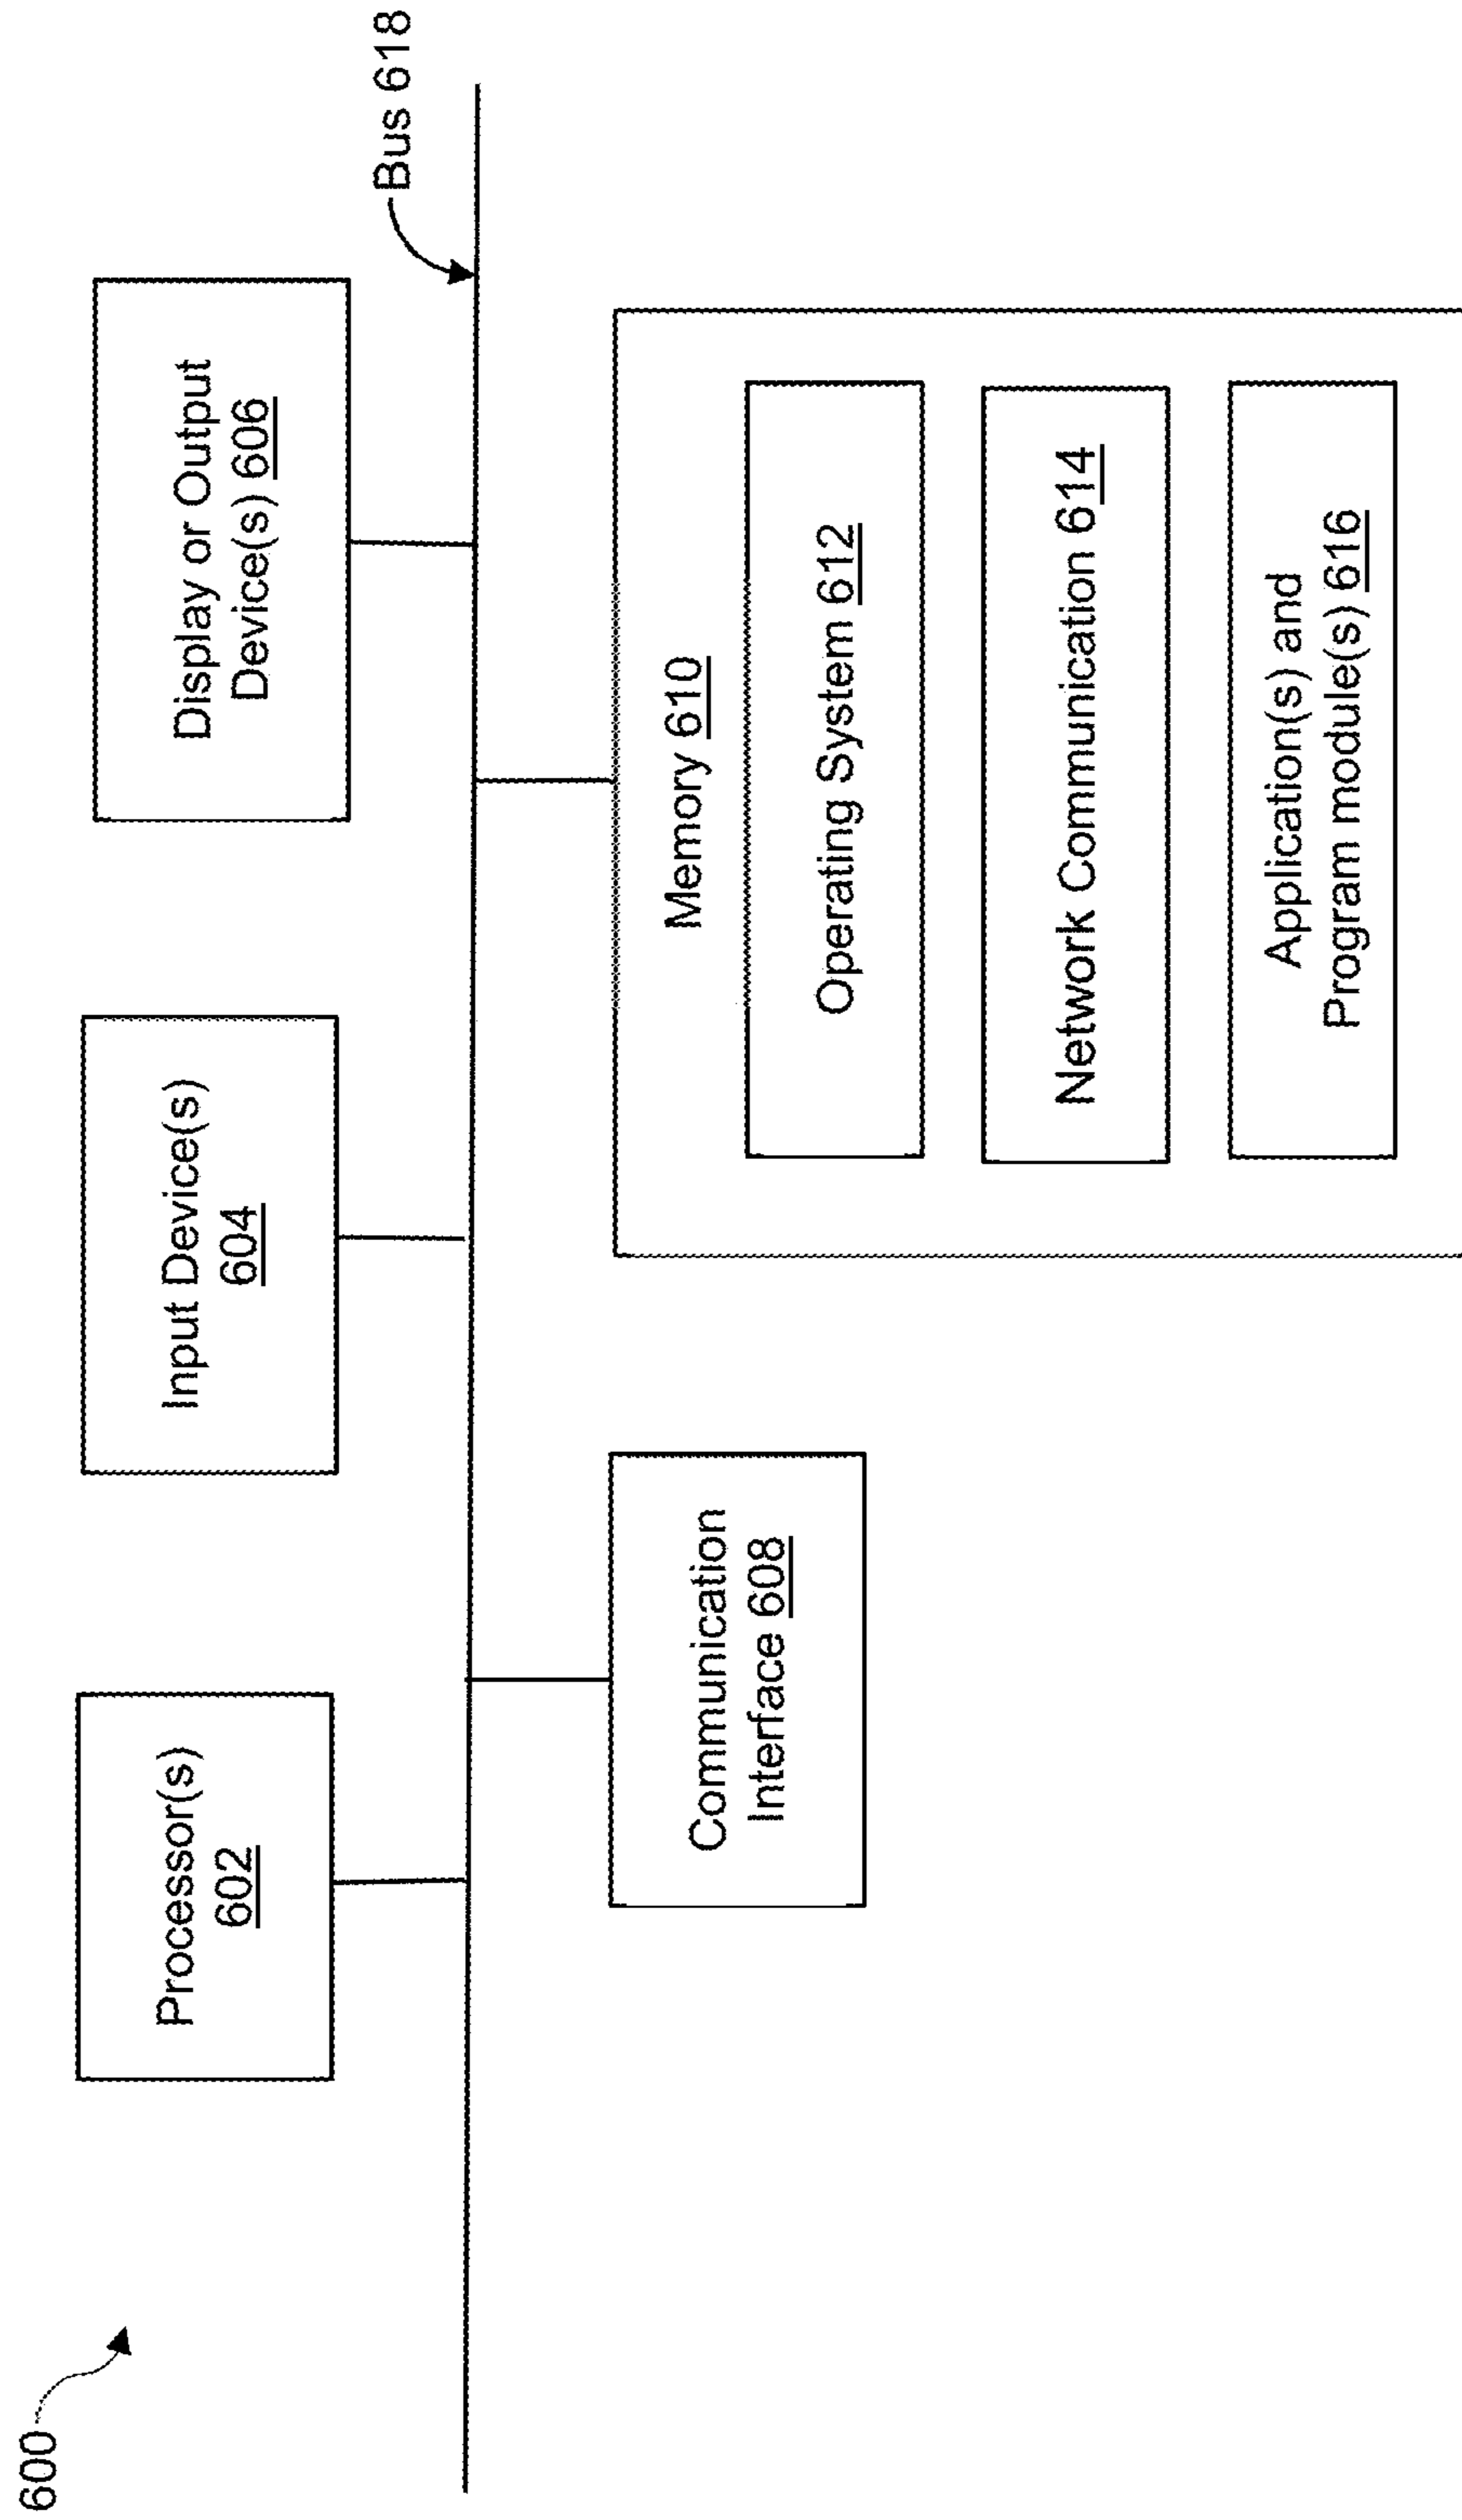 600
Processor(s)
602
Input Device(s)
604
Display or Output
Device(s) 606
Bus 618
Communication
Interface 608
Memory 610
Operating System 612
Network Communication 614
Application(s) and
Program module(s) 616